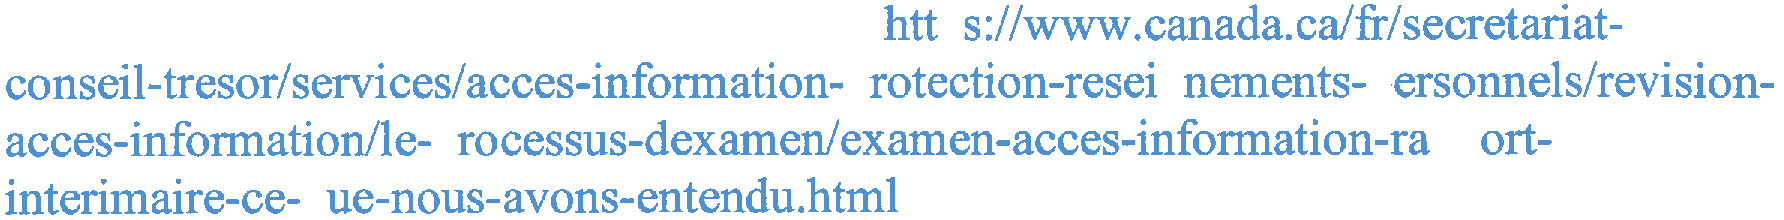 htt s://www.canada.ca/fr/secretariat-
conseil-tresor/services/acces-information- rotection-resei nements- ersonnels/revision-
acces-information/le- rocessus-dexamen/examen-acces-information-ra ort-
interimaire-ce- ue-nous-avons-entendu.html